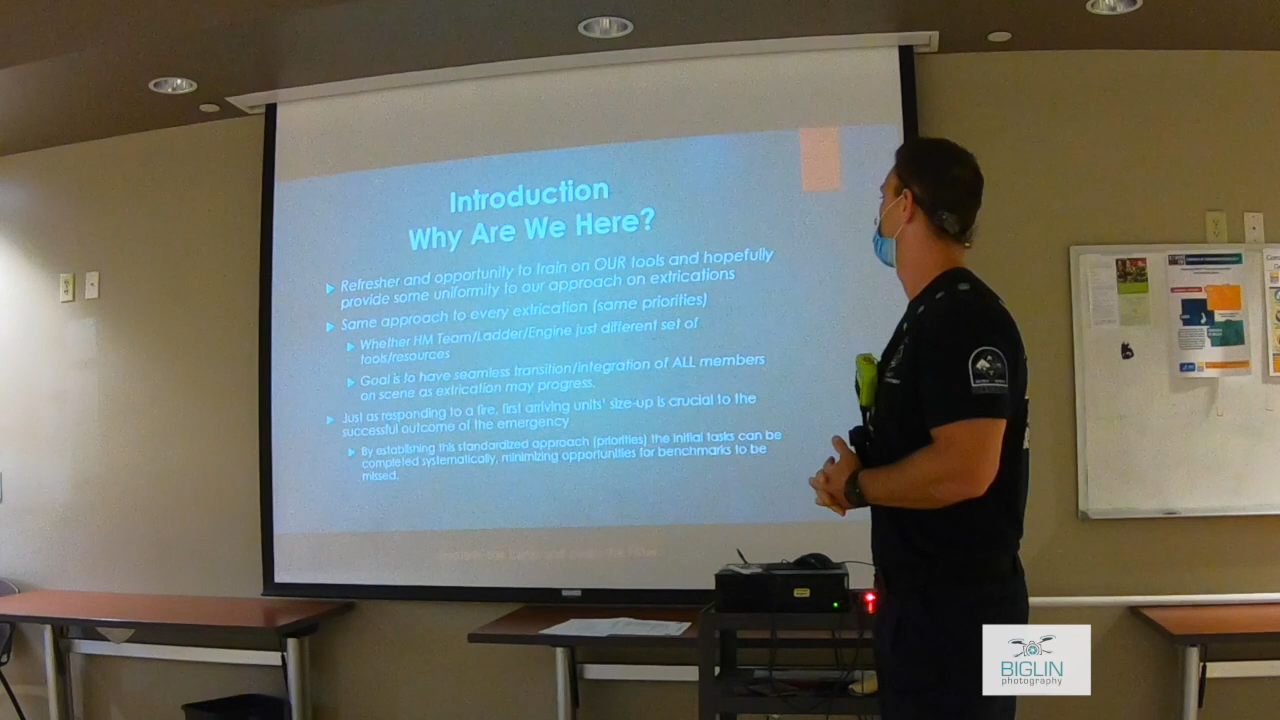 Introduction
Why Are We Here?
Refresher and opportunity to train on OUR tools and hopefully
provide some uniformity to our approach on extrications
Same approach to every extrication (same priorities)
Whether HM Team/Ladder/Engine just different set of
tools/resources
Goal is to have seamless transition/integration of ALL members
on scene as extrication may progress.
Just as responding to a fire, first arriving units' size-up is crucial to the
successful outcome of the emergency
By establishing this standardized approach (priorities) the initial tasks can be
completed systematically, minimizing opportunities for benchmarks to be
missed.
BIGLIN
photography